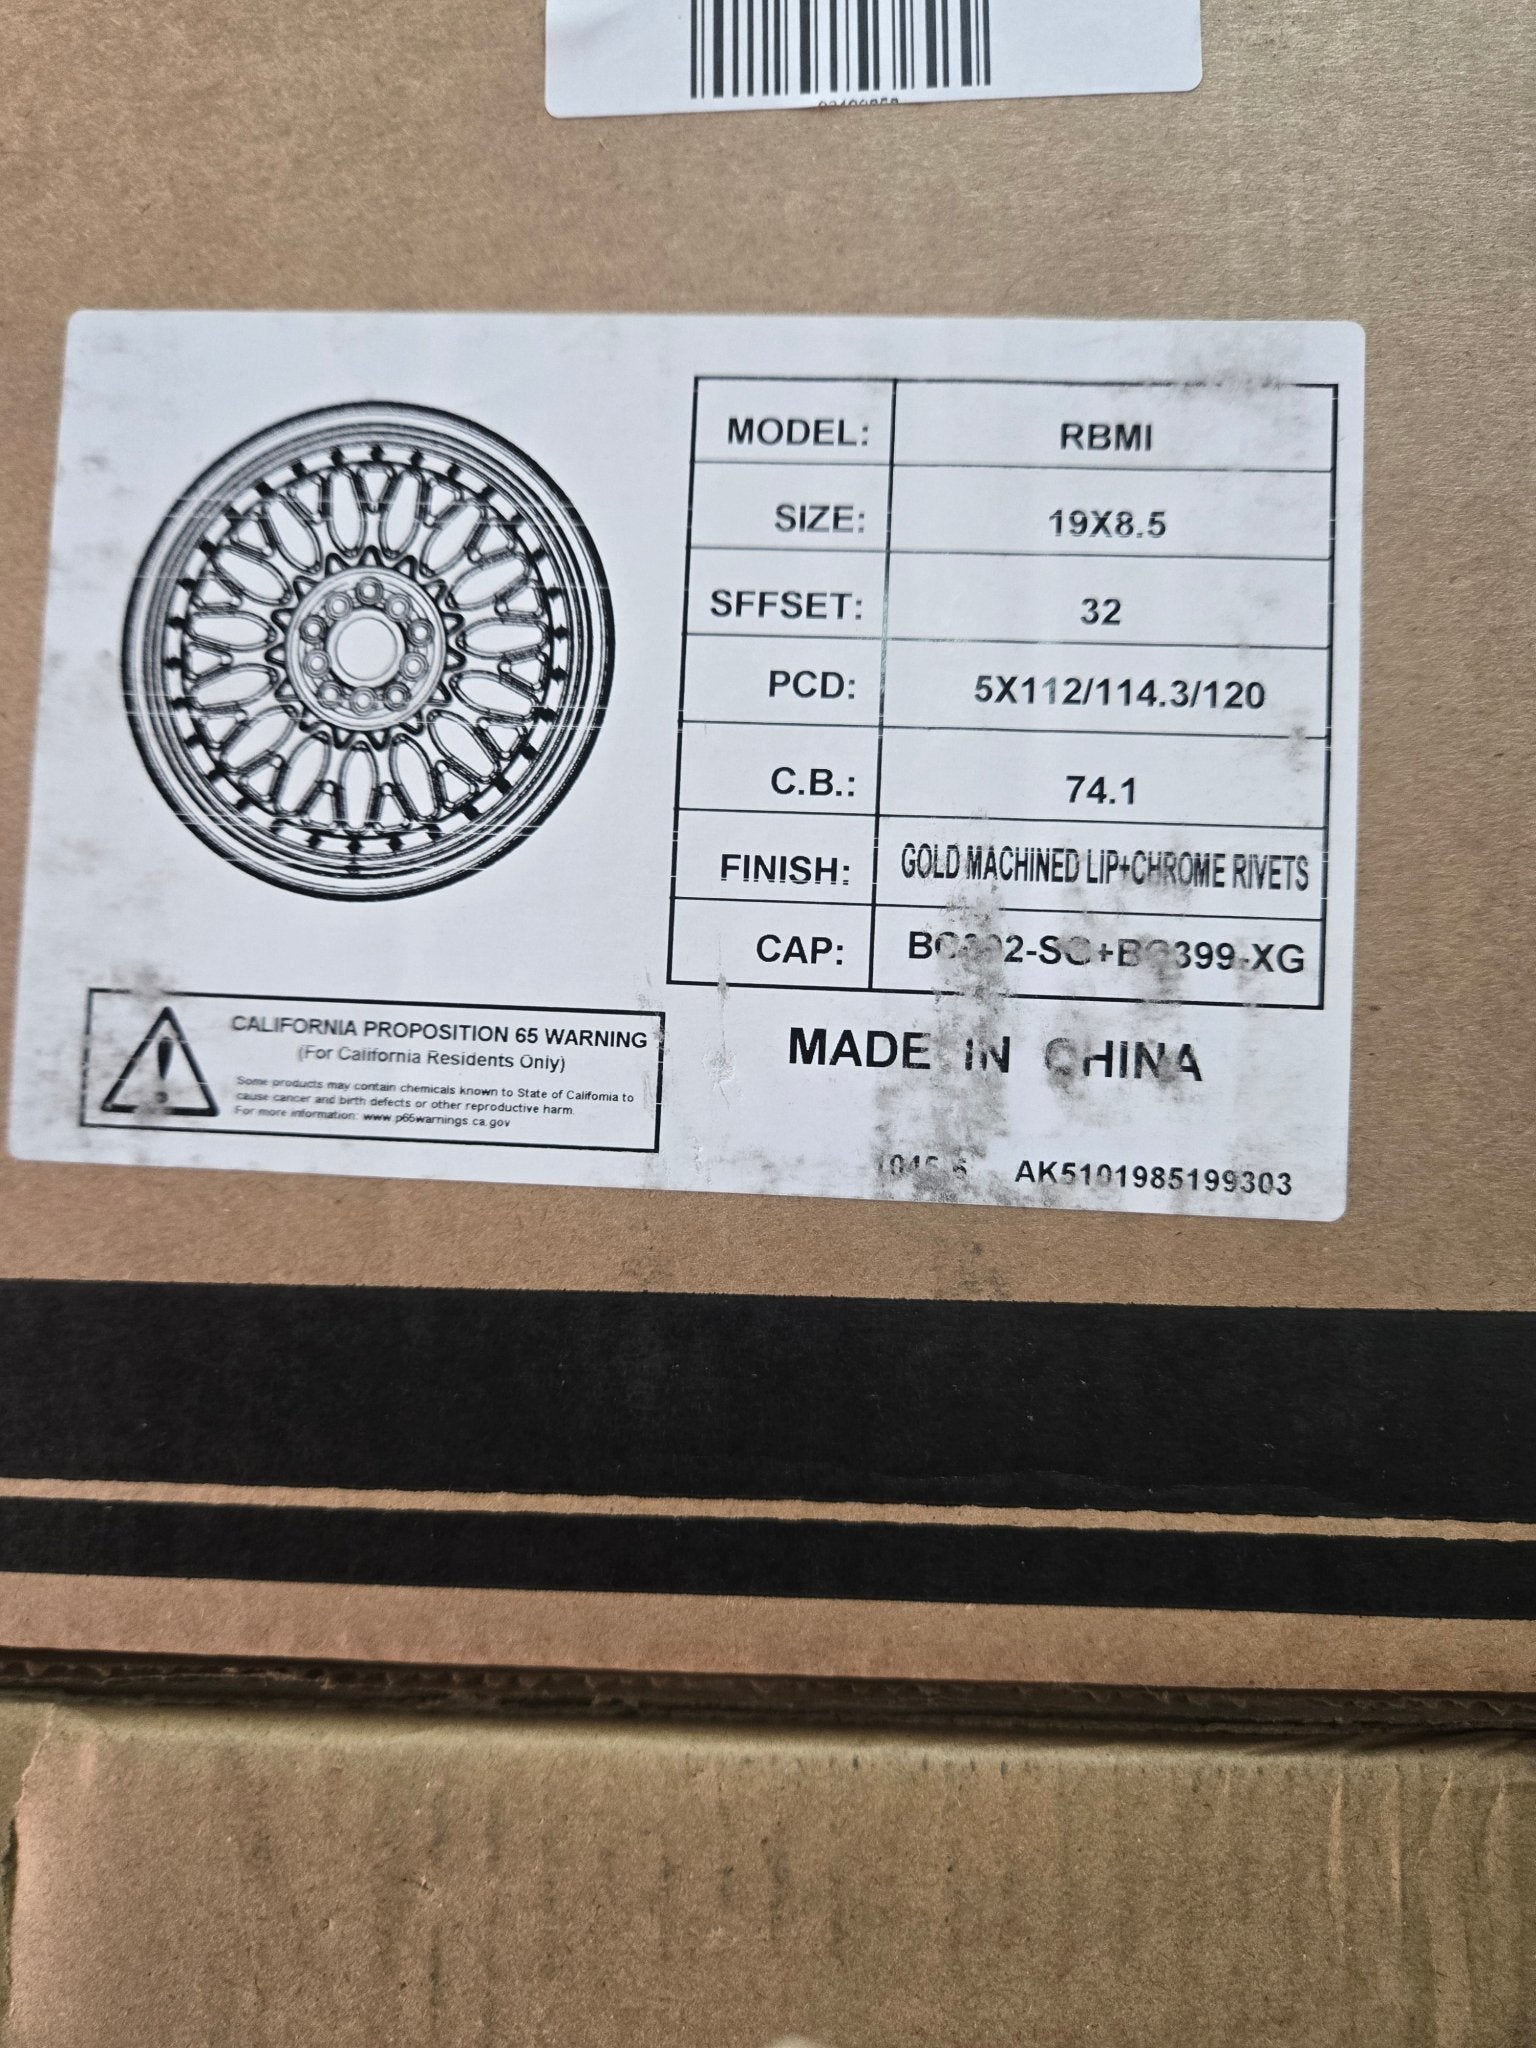 MODEL: RBMI
SIZE: 19X8.5
SFFSET: 32
PCD: 5X112/114.3/120
C.B.: 74.1
FINISH: GOLD MACHINED LIP+CHROME RIVETS
CAP:
MADE IN CHINA
CALIFORNIA PROPOSITION 65 WARNING
(For California Residents Only)
Some products may contain chemicals known to State of California to
cause cancer and birth defects or other reproductive harm.
For more information: www.p65warnings.ca.gov
AK5101985199303